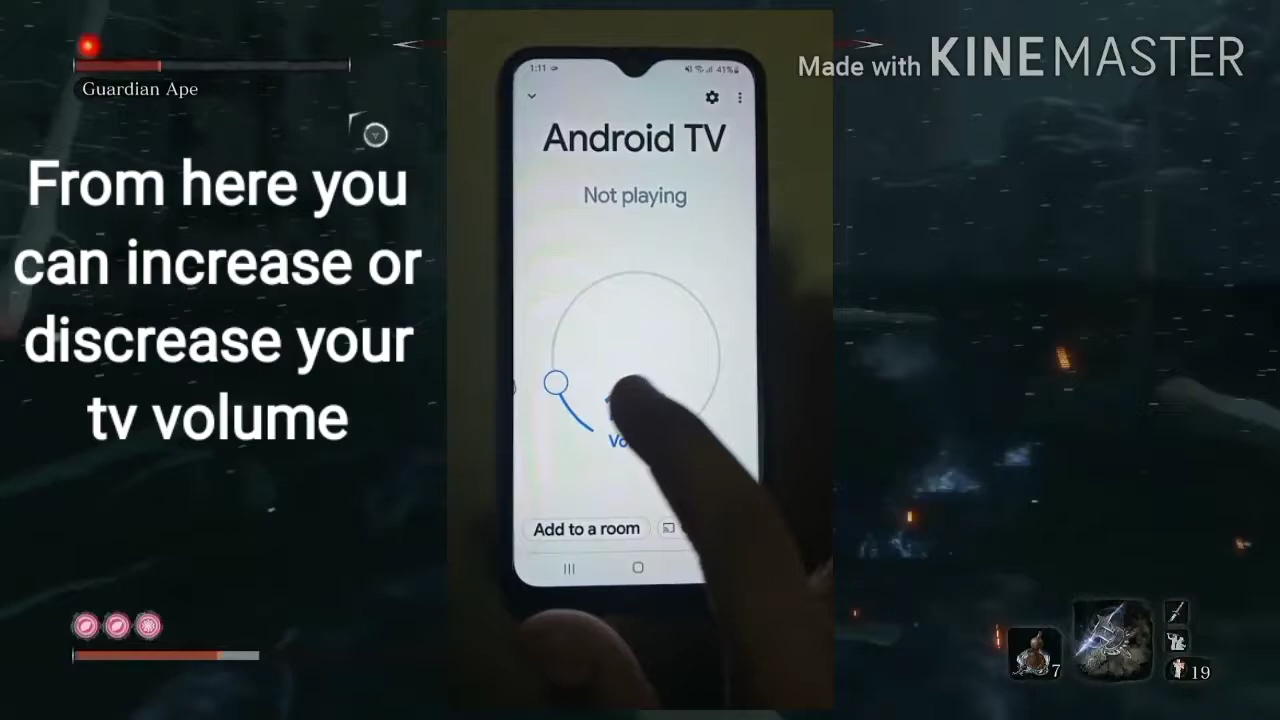 Guardian Ape
Made with KINEMASTER
From here you
can increase or
discrease your
tv volume
1:11
41%
Android TV
Not playing
Add to a room
7
19